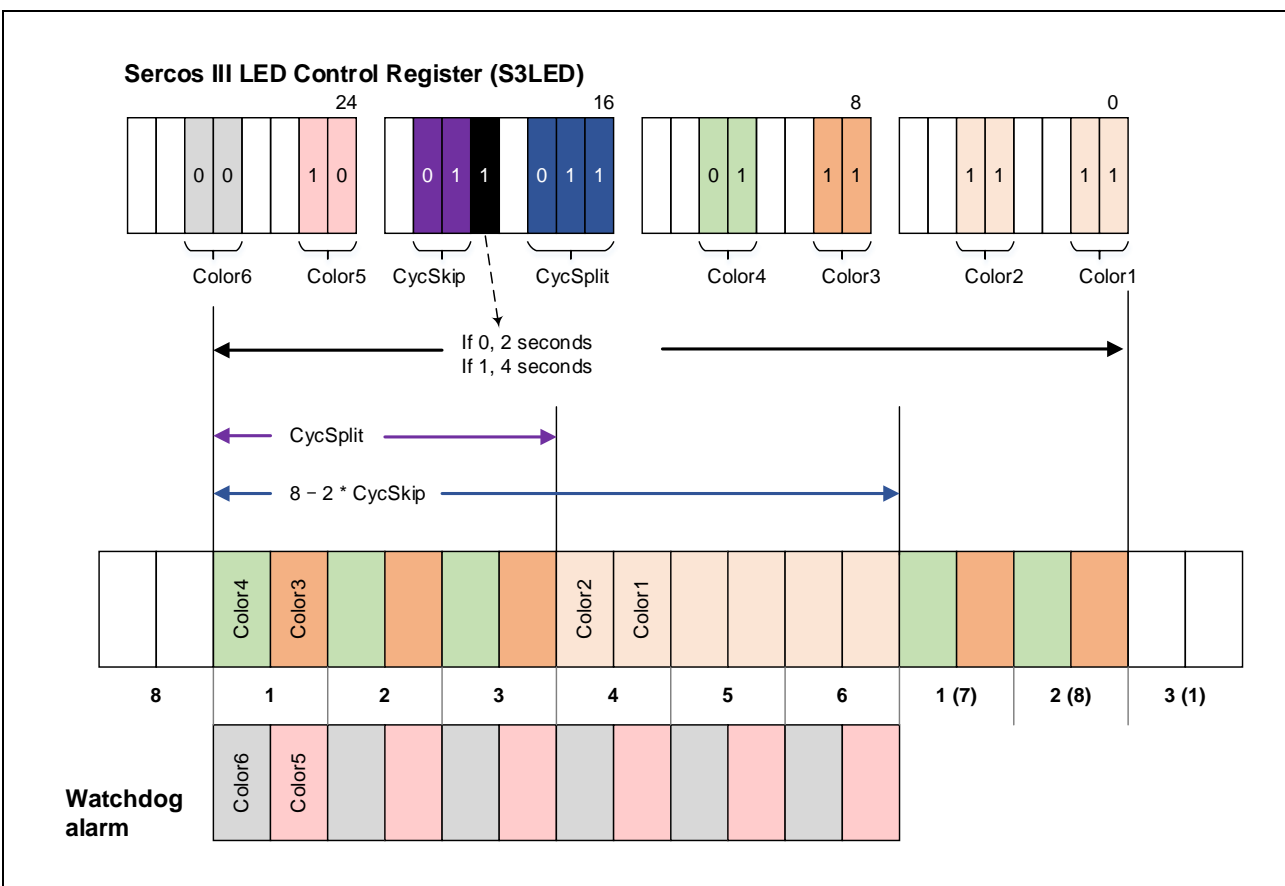 Sercos III LED Control Register (S3LED)
24 16 8 0
0 0 1 0 0 1 1 0 1 1 0 1 1 1 1 1 1 1
Color6 Color5 CycSkip CycSplit Color4 Color3 Color2 Color1
If 0, 2 seconds
If 1, 4 seconds
CycSplit
8 – 2 * CycSkip
Color4 Color3 Color2 Color1
8 1 2 3 4 5 6 1 (7) 2 (8) 3 (1)
Color6 Color5
Watchdog
alarm